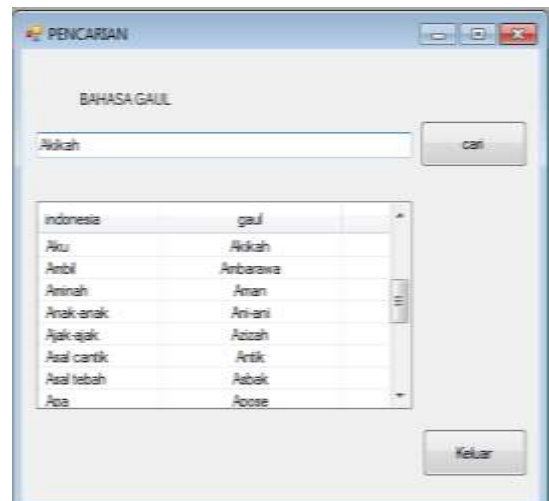 PENCARIAN
BAHASA GAUL
Akikah
cari
indonesia gaul
Aku Akikah
Ambil Ambarawa
Aminah Aman
Anak-anak Ani-ani
Ajak-ajak Azizah
Asal cantik Antik
Asal tebah Asbak
Apa Apose
Keluar